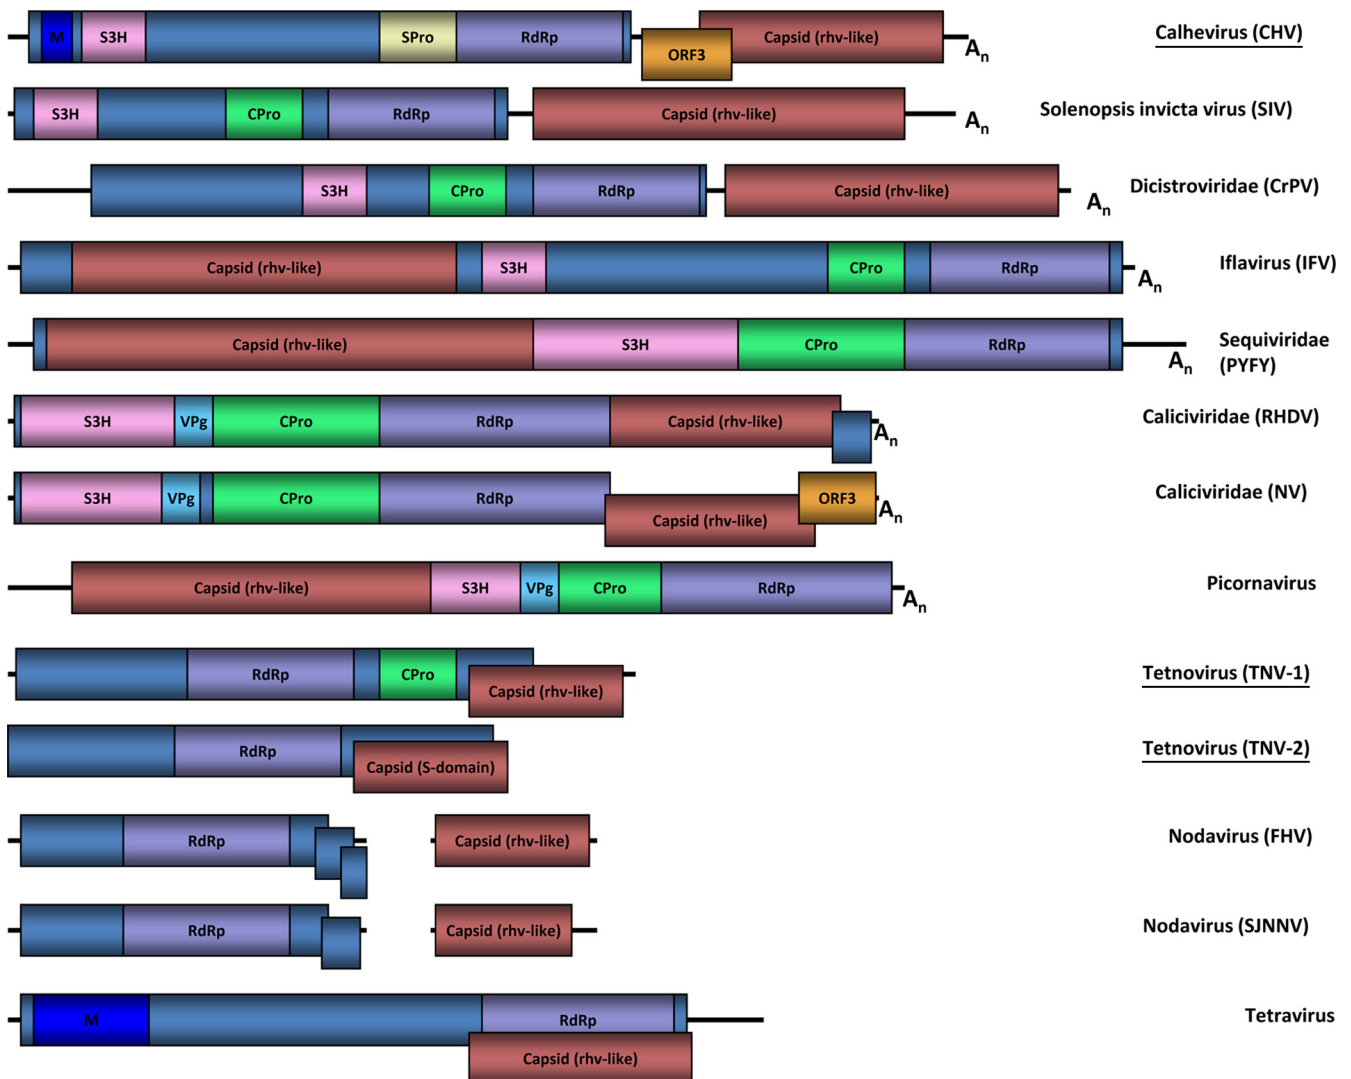 M S3H SPro RdRp ORF3 Capsid (rhv-like) An Calhevirus (CHV)
S3H CPro RdRp Capsid (rhv-like) An Solenopsis invicta virus (SIV)
S3H CPro RdRp Capsid (rhv-like) An Dicistroviridae (CrPV)
Capsid (rhv-like) S3H CPro RdRp An Iflavirus (IFV)
Capsid (rhv-like) S3H CPro RdRp An Sequiviridae
(PYFY)
S3H VPg CPro RdRp Capsid (rhv-like) An Caliciviridae (RHDV)
S3H VPg CPro RdRp Capsid (rhv-like) ORF3 An Caliciviridae (NV)
Capsid (rhv-like) S3H VPg CPro RdRp An Picornavirus
RdRp CPro Capsid (rhv-like) Tetnovirus (TNV-1)
RdRp Capsid (S-domain) Tetnovirus (TNV-2)
RdRp Capsid (rhv-like) Nodavirus (FHV)
RdRp Capsid (rhv-like) Nodavirus (SJNNV)
M RdRp Tetravirus
Capsid (rhv-like)